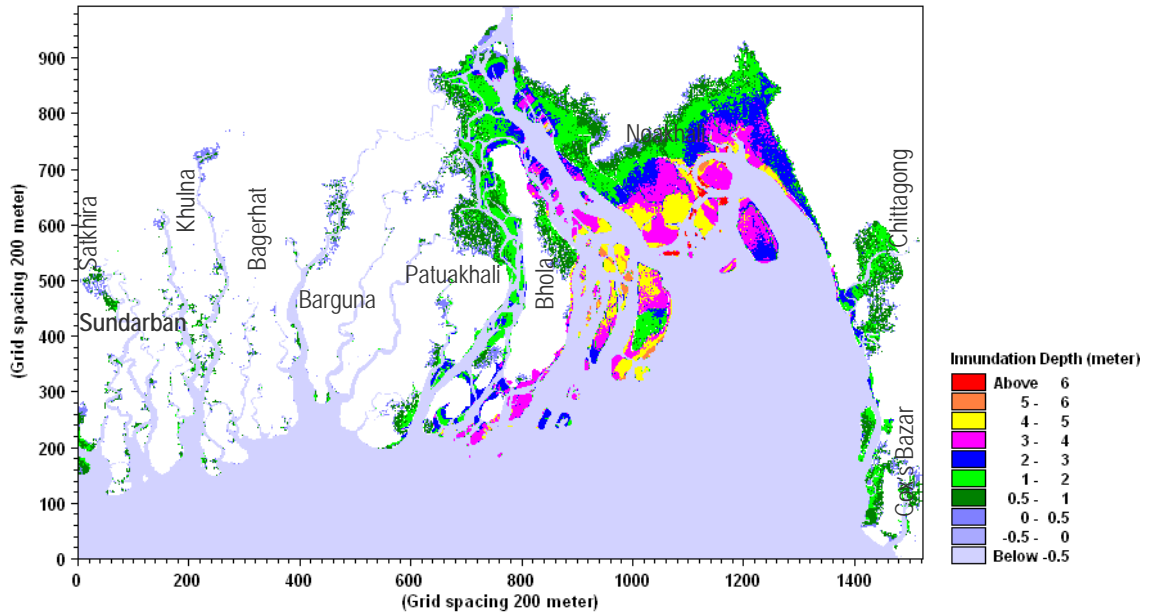 900
800
700
600
500
400
300
200
100
0
(Grid spacing 200 meter)
0
200
400
600
800
1000
1200
1400
(Grid spacing 200 meter)
Satkhira
Khulna
Bagerhat
Sundarban
Barguna
Patuakhali
Bhola
Noakhali
Chittagong
Cox's Bazar
Innundation Depth (meter)
Above 6
5 - 6
4 - 5
3 - 4
2 - 3
1 - 2
0.5 - 1
0 - 0.5
-0.5 - 0
Below -0.5